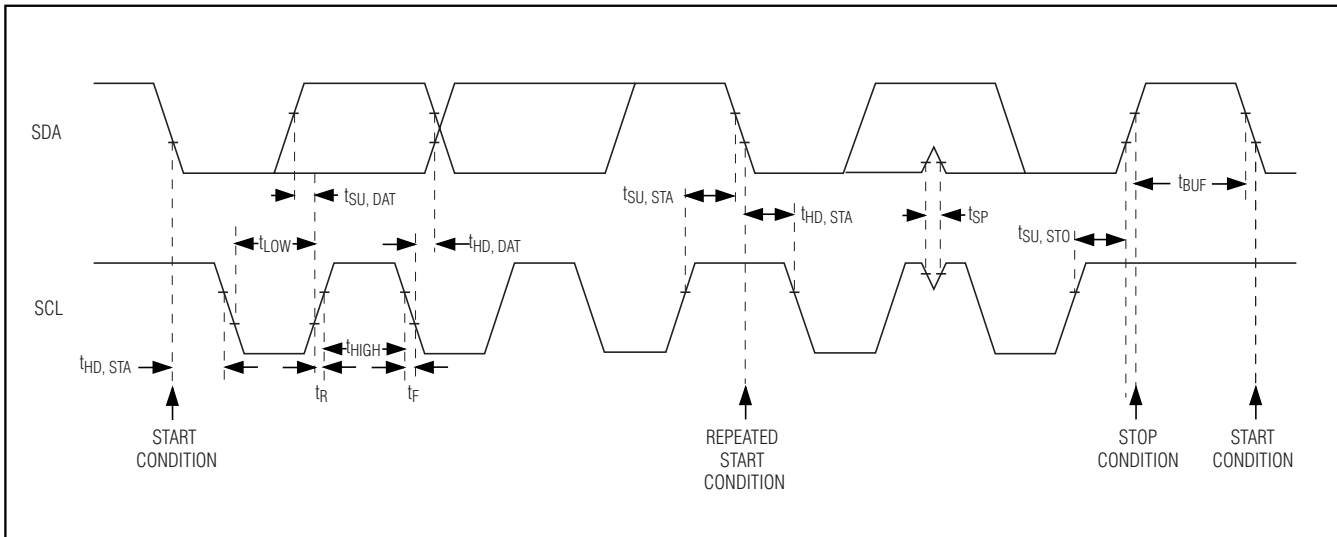 SDA
tSU, DAT
tSU, STA
tHD, STA
tSP
tBUF
tLOW
tHD, DAT
tSU, STO
SCL
tHD, STA
tHIGH
tR
tF
START
CONDITION
REPEATED
START
CONDITION
STOP
CONDITION
START
CONDITION